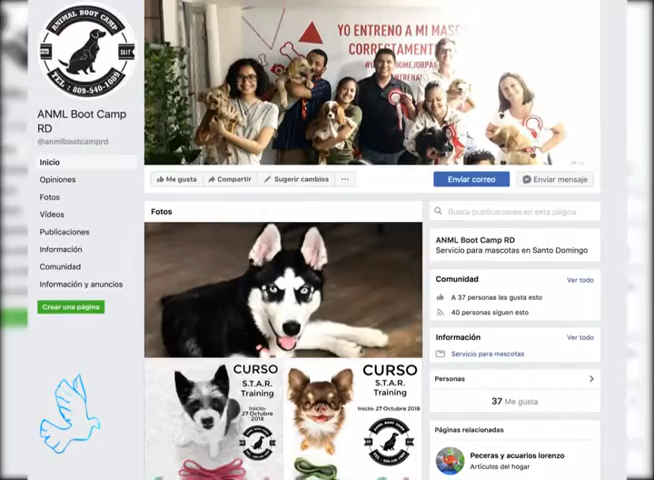 ANIMAL BOOT CAMP
2017
TEL: 809-540-1089
ANML Boot Camp
RD
@anmlbootcamprd
Inicio
Opiniones
Fotos
Videos
Publicaciones
Información
Comunidad
Información y anuncios
Crear una página
YO ENTRENO A MI MASC
CORRECTAMENTE
Me gusta
Compartir
Sugerir cambios
Enviar correo
Enviar mensaje
Fotos
CURSO
S.T.A.R.
Training
Inicio:
27 Octubre
2018
CURSO
S.T.A.R.
Training
Inicio: 27 Octubre 2018
Busca publicaciones en esta página
ANML Boot Camp RD
Servicio para mascotas en Santo Domingo
Comunidad
Ver todo
A 37 personas les gusta esto
40 personas siguen esto
Información
Ver todo
Servicio para mascotas
Personas
37 Me gusta
Páginas relacionadas
Peceras y acuarios lorenzo
Artículos del hogar